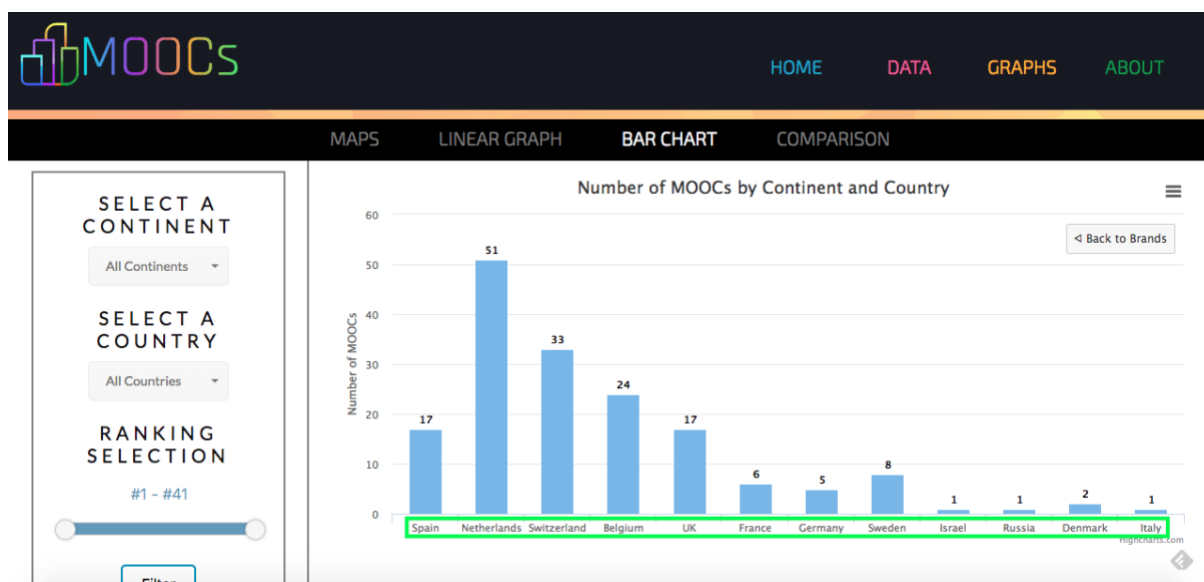 MOOCs
HOME DATA GRAPHS ABOUT
MAPS LINEAR GRAPH BAR CHART COMPARISON
SELECT A
CONTINENT
All Continents
SELECT A
COUNTRY
All Countries
RANKING
SELECTION
#1 - #41
Filter
Number of MOOCs by Continent and Country
◁ Back to Brands
Number of MOOCs
60
50
40
30
20
10
0
17 51 33 24 17 6 5 8 1 1 2 1
Spain Netherlands Switzerland Belgium UK France Germany Sweden Israel Russia Denmark Italy
Highcharts.com